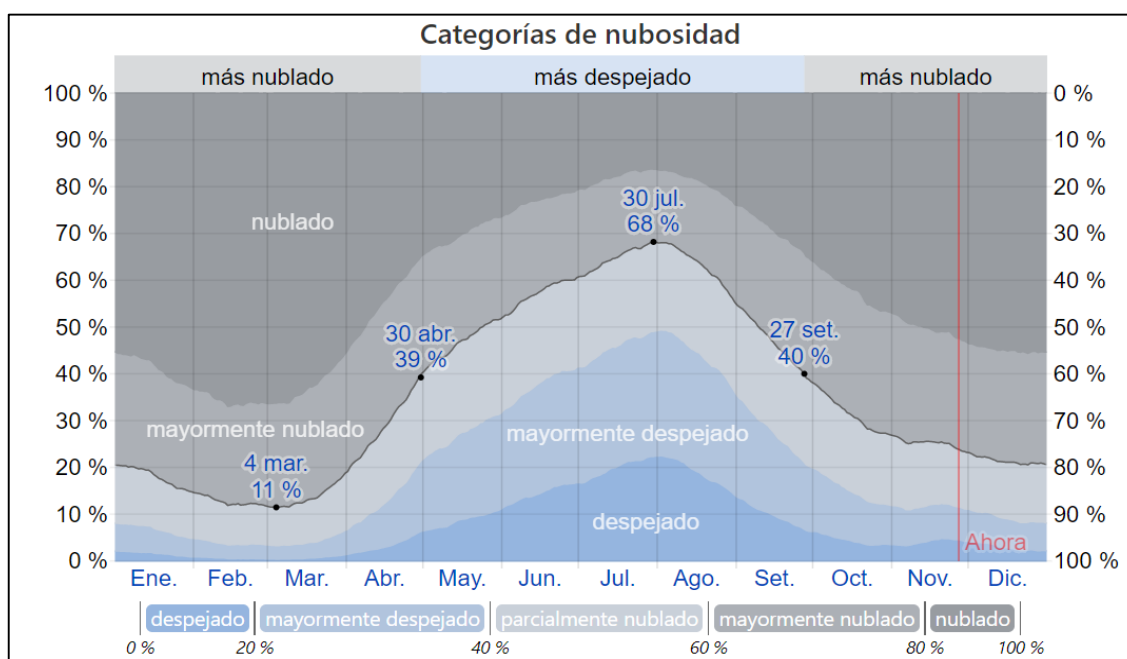 Categorías de nubosidad
más nublado más despejado más nublado
100 % 0 %
90 % 10 %
80 % 20 %
30 jul.
nublado
68 %
70 % 30 %
60 % 40 %
50 % 50 %
30 abr. 27 set.
39 % 40 %
40 % 60 %
30 % 70 %
mayormente nublado mayormente despejado
4 mar.
20 % 80 %
11 %
10 % 90 %
despejado
Ahora
0 % 100 %
Ene. Feb. Mar. Abr. May. Jun. Jul. Ago. Set. Oct. Nov. Dic.
despejado mayormente despejado parcialmente nublado mayormente nublado nublado
0 % 20 % 40 % 60 % 80 % 100 %